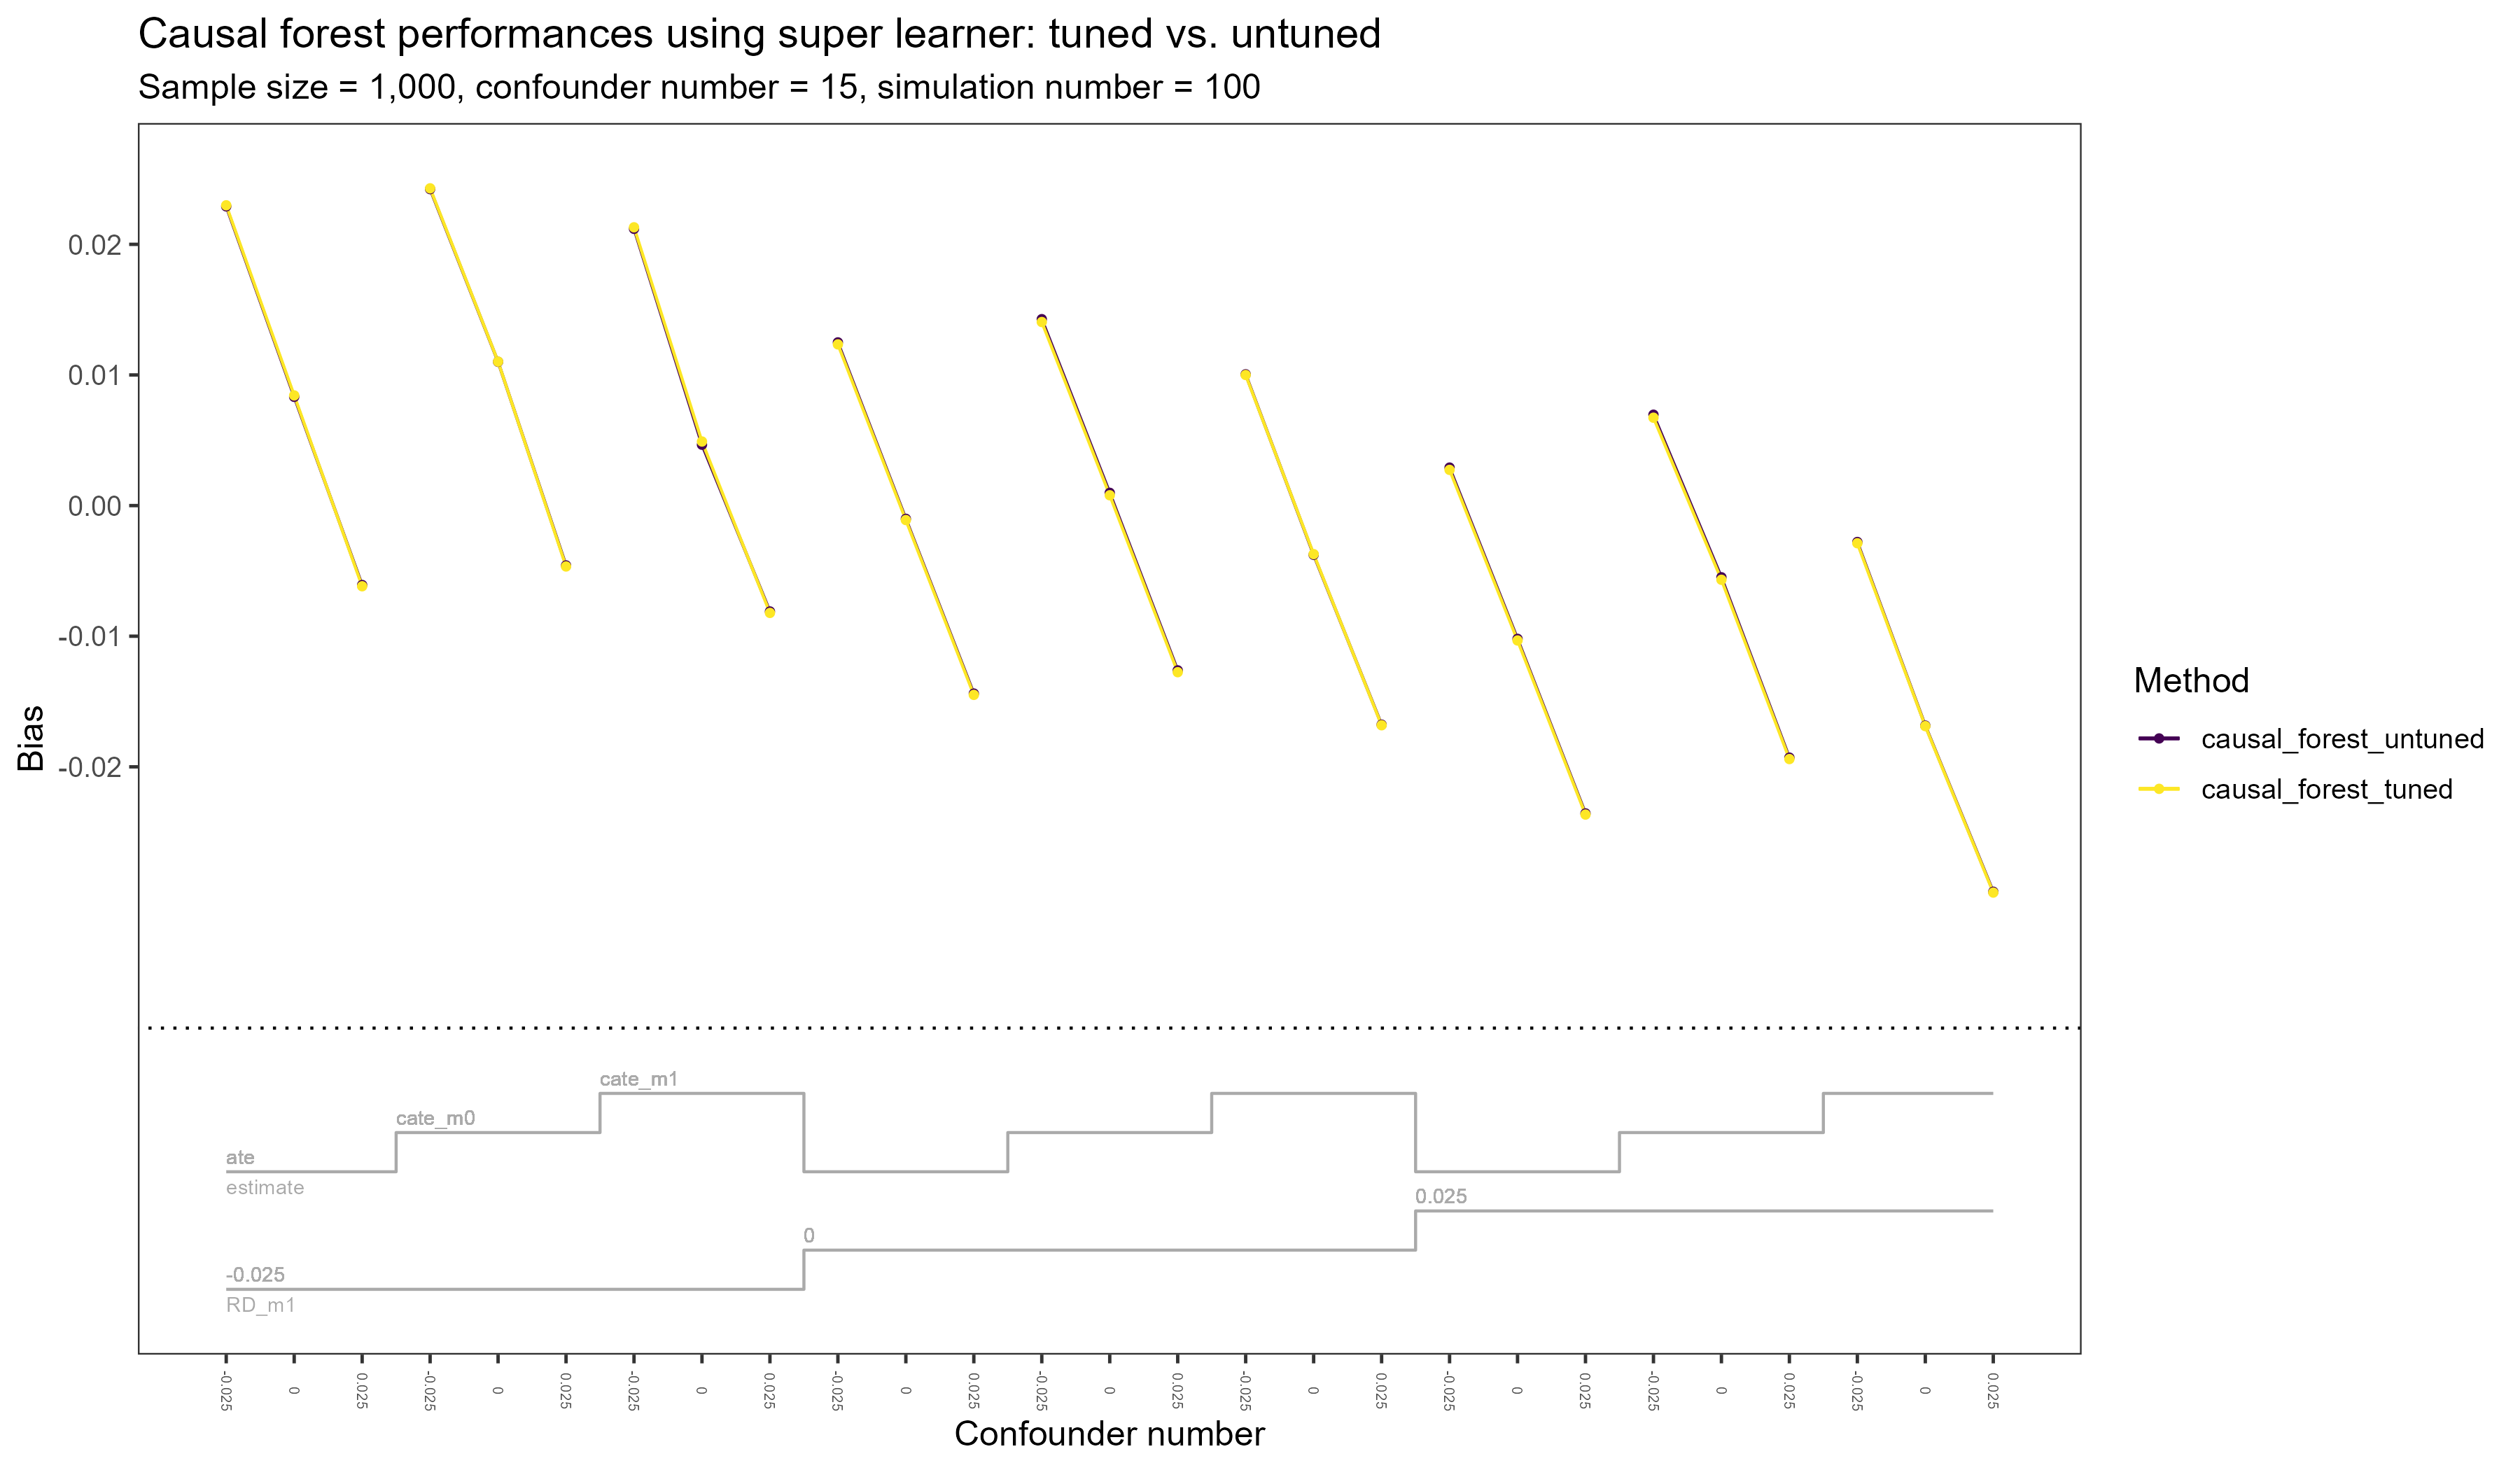 Causal forest performances using super learner: tuned vs. untuned
Sample size = 1,000, confounder number = 15, simulation number = 100
0.02
0.01
0.00
-0.01
-0.02
Bias
Method
causal_forest_untuned
causal_forest_tuned
cate_m1
cate_m0
ate
estimate
0.025
0
-0.025
RD_m1
-0.025 0 0.025 -0.025 0 0.025 -0.025 0 0.025 -0.025 0 0.025 -0.025 0 0.025 -0.025 0 0.025 -0.025 0 0.025 -0.025 0 0.025 -0.025 0 0.025
Confounder number